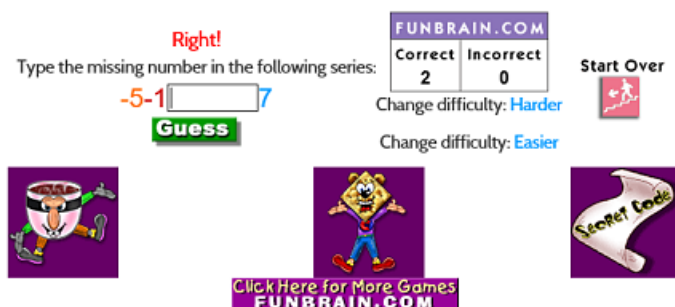 FUNBRAIN.COM
Right!
Correct Incorrect
Type the missing number in the following series:
2 0
Start Over
-5-1 7
Change difficulty: Harder
Guess
Change difficulty: Easier
SECRET CODE
Click Here for More Games
FUNBRAIN.COM